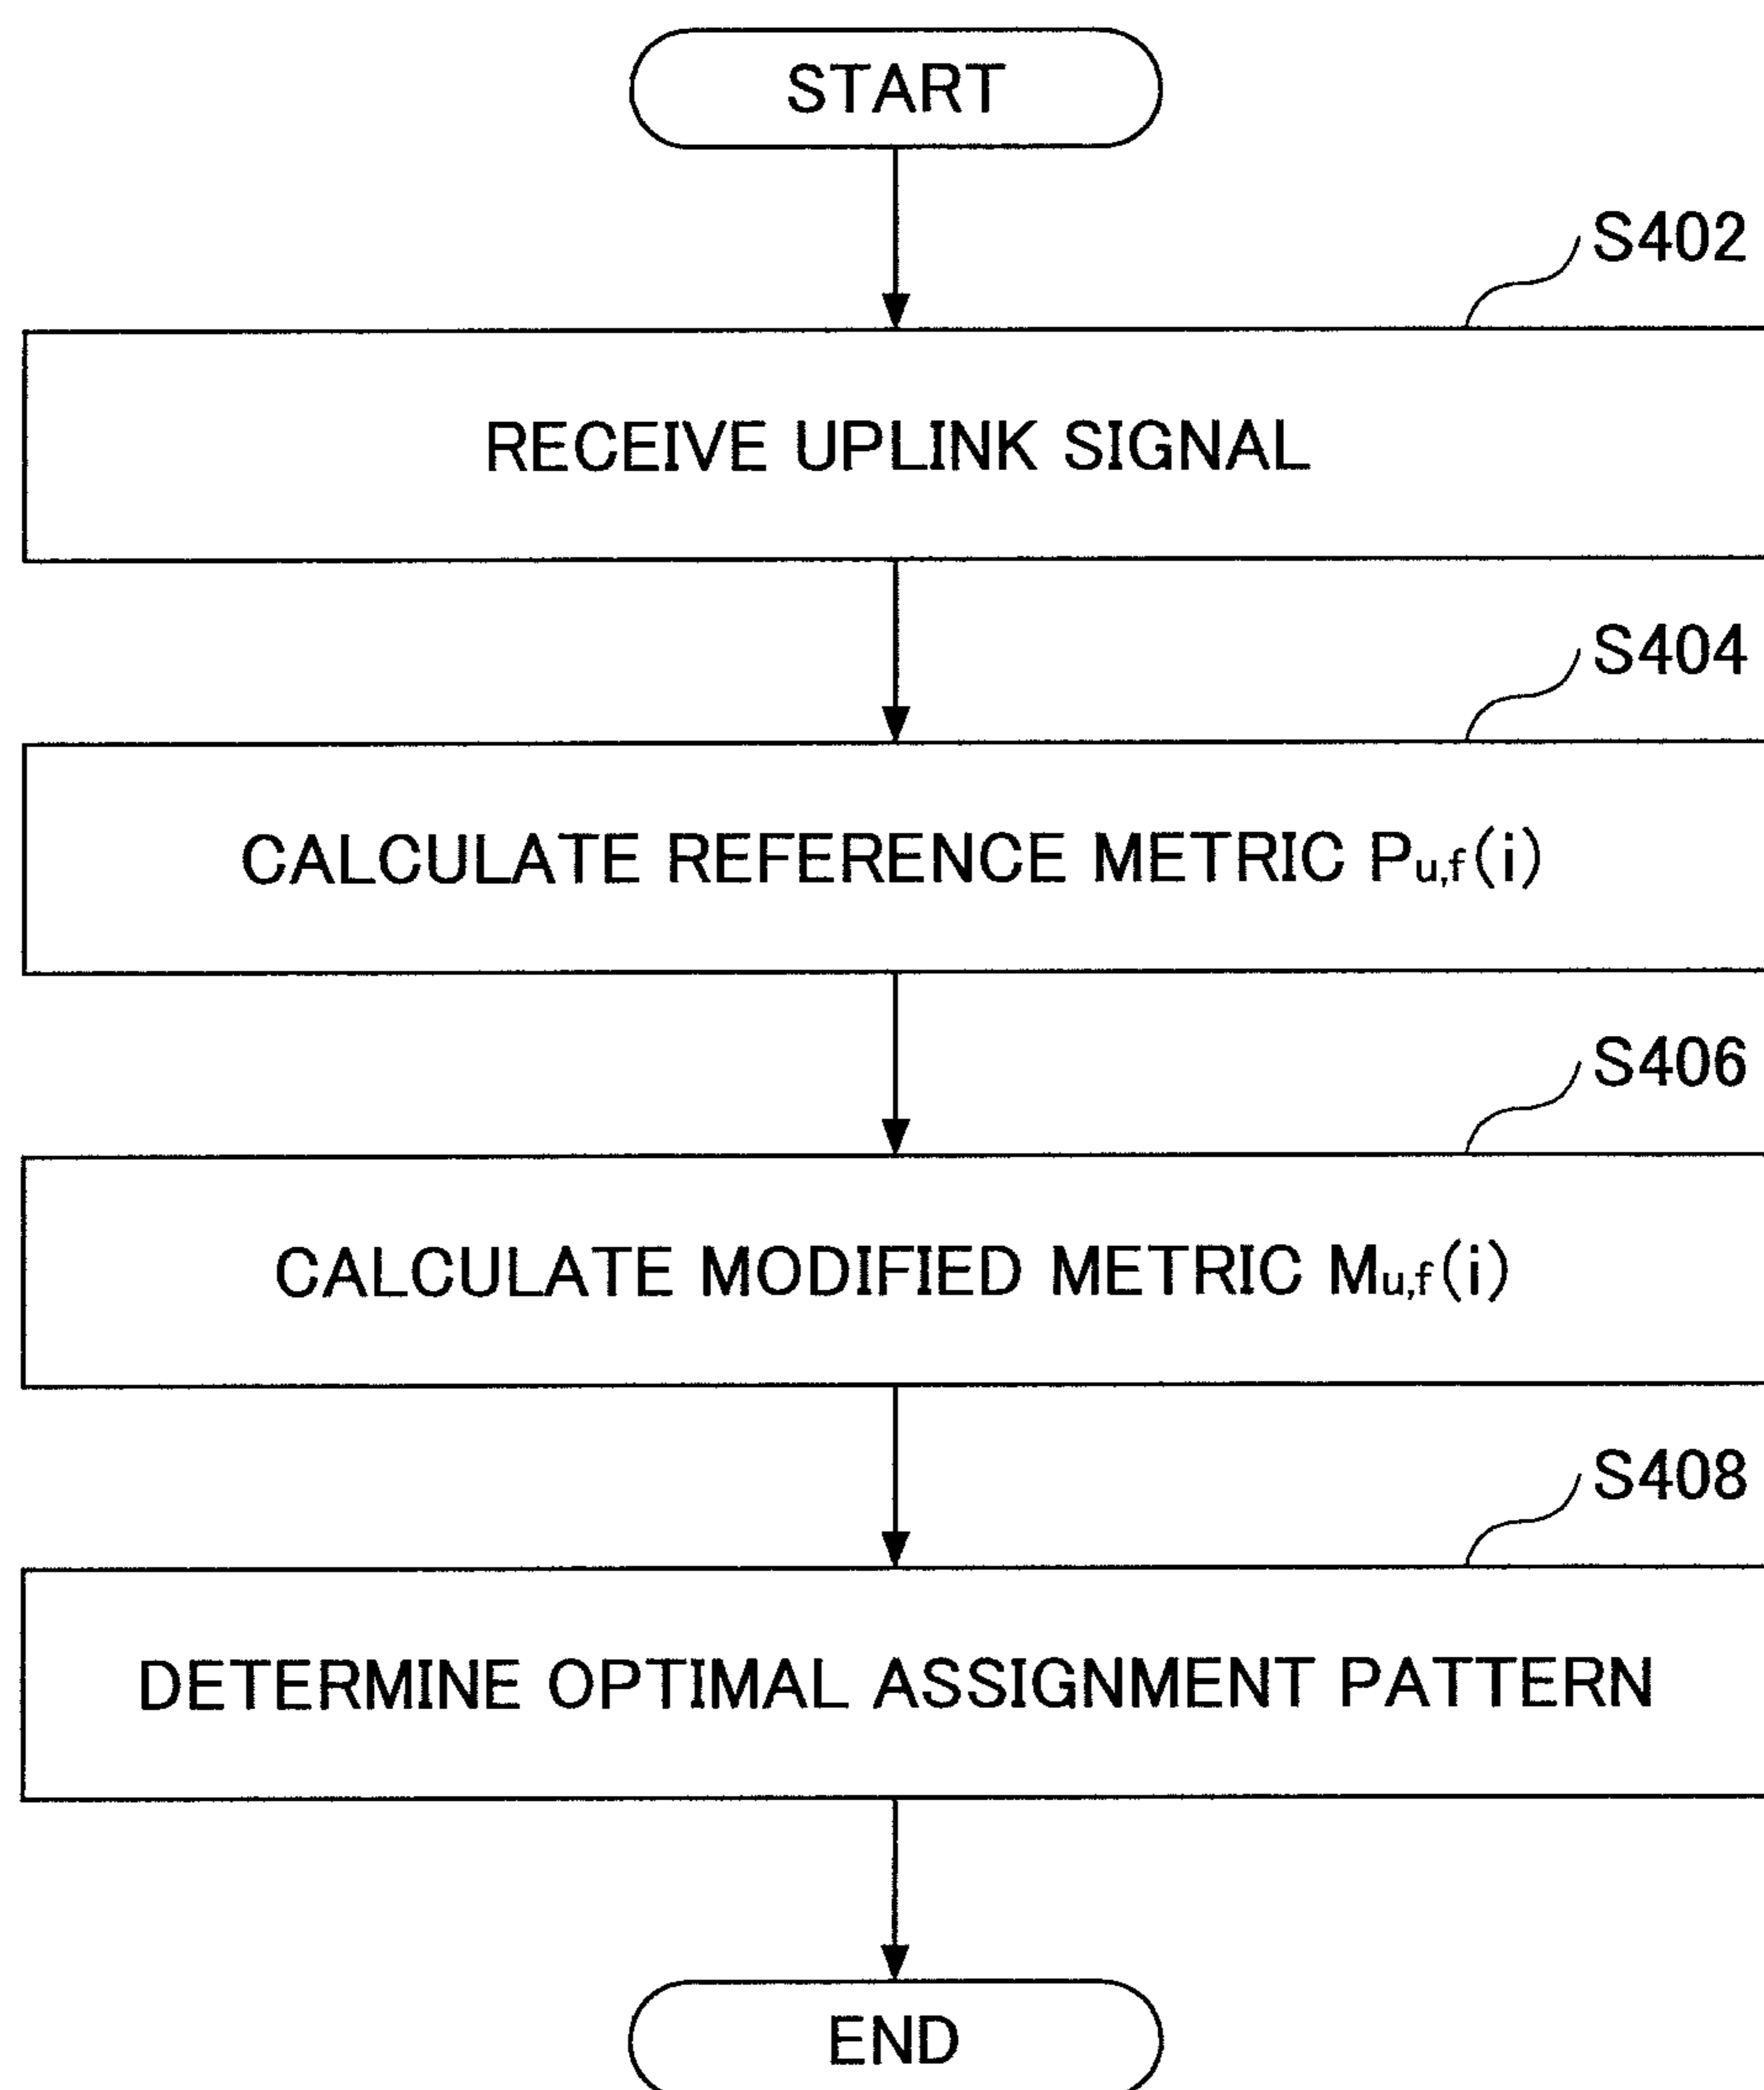 START
S402
RECEIVE UPLINK SIGNAL
S404
CALCULATE REFERENCE METRIC Pu,f(i)
S406
CALCULATE MODIFIED METRIC Mu,f(i)
S408
DETERMINE OPTIMAL ASSIGNMENT PATTERN
END